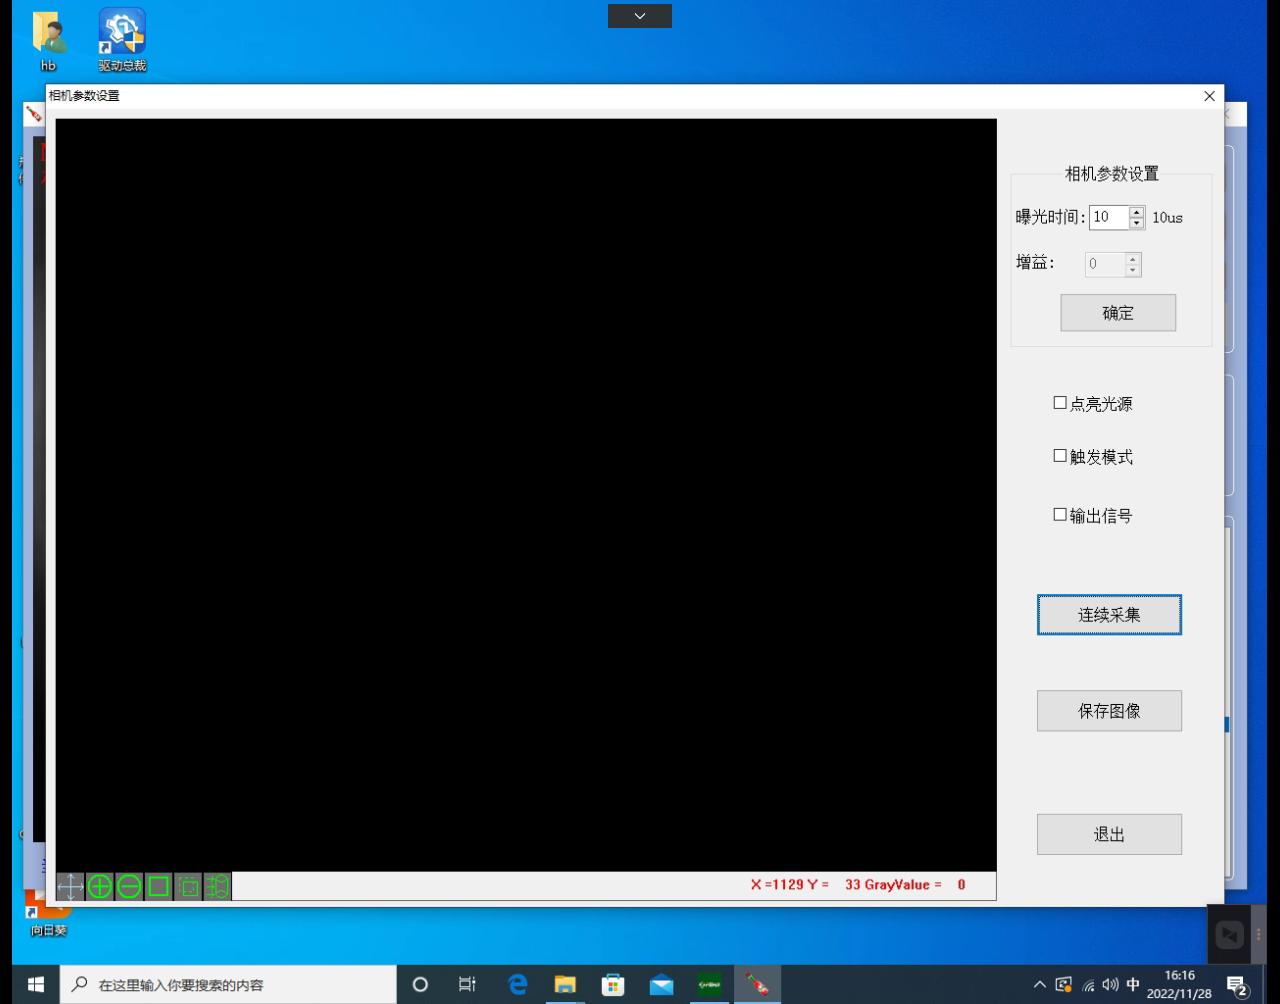 hb
驱动总裁
相机参数设置
相机参数设置
曝光时间: 10 10us
增益: 0
确定
点亮光源
触发模式
输出信号
连续采集
保存图像
退出
X =1129 Y = 33 GrayValue = 0
向日葵
在这里输入你要搜索的内容
中
16:16
2022/11/28
2